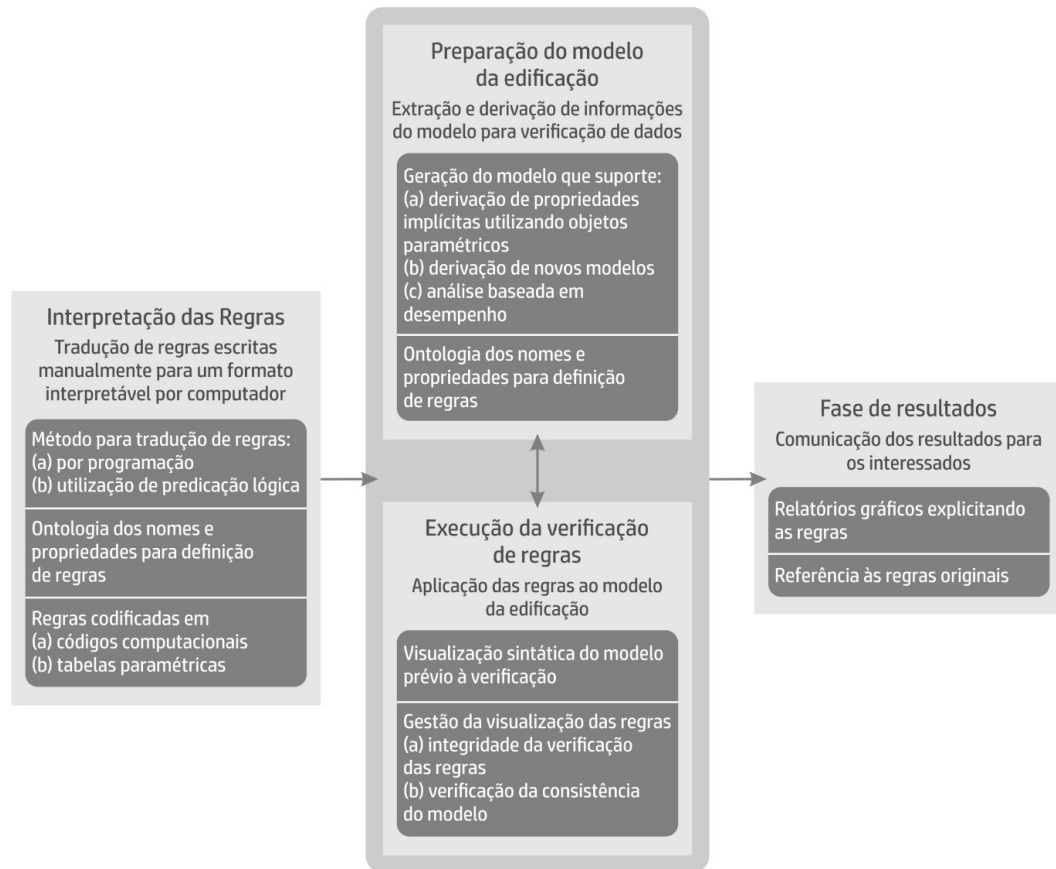 Interpretação das Regras
Tradução de regras escritas
manualmente para um formato
interpretável por computador
Método para tradução de regras:
(a) por programação
(b) utilização de predicação lógica
Ontologia dos nomes e
propriedades para definição
de regras
Regras codificadas em
(a) códigos computacionais
(b) tabelas paramétricas
Preparação do modelo
da edificação
Extração e derivação de informações
do modelo para verificação de dados
Geração do modelo que suporte:
(a) derivação de propriedades
implícitas utilizando objetos
paramétricos
(b) derivação de novos modelos
(c) análise baseada em
desempenho
Ontologia dos nomes e
propriedades para definição
de regras
Execução da verificação
de regras
Aplicação das regras ao modelo
da edificação
Visualização sintática do modelo
prévio à verificação
Gestão da visualização das regras
(a) integridade da verificação
das regras
(b) verificação da consistência
do modelo
Fase de resultados
Comunicação dos resultados para
os interessados
Relatórios gráficos explicitando
as regras
Referência às regras originais